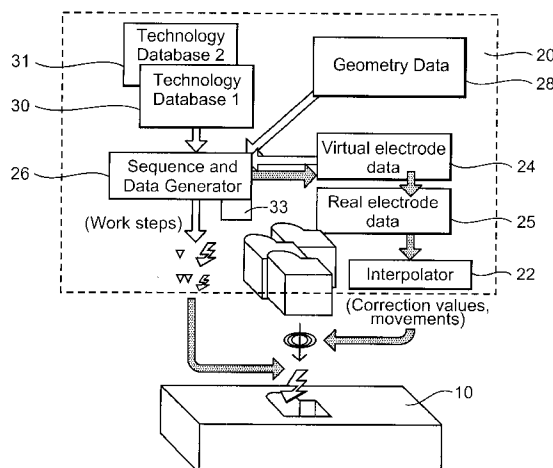 Technology
Database 2
31
Technology
Database 1
30
Geometry Data
20
28
Sequence and
Data Generator
26
33
Virtual electrode
data
24
Real electrode
data
25
(Work steps)
Interpolator
22
(Correction values,
movements)
10